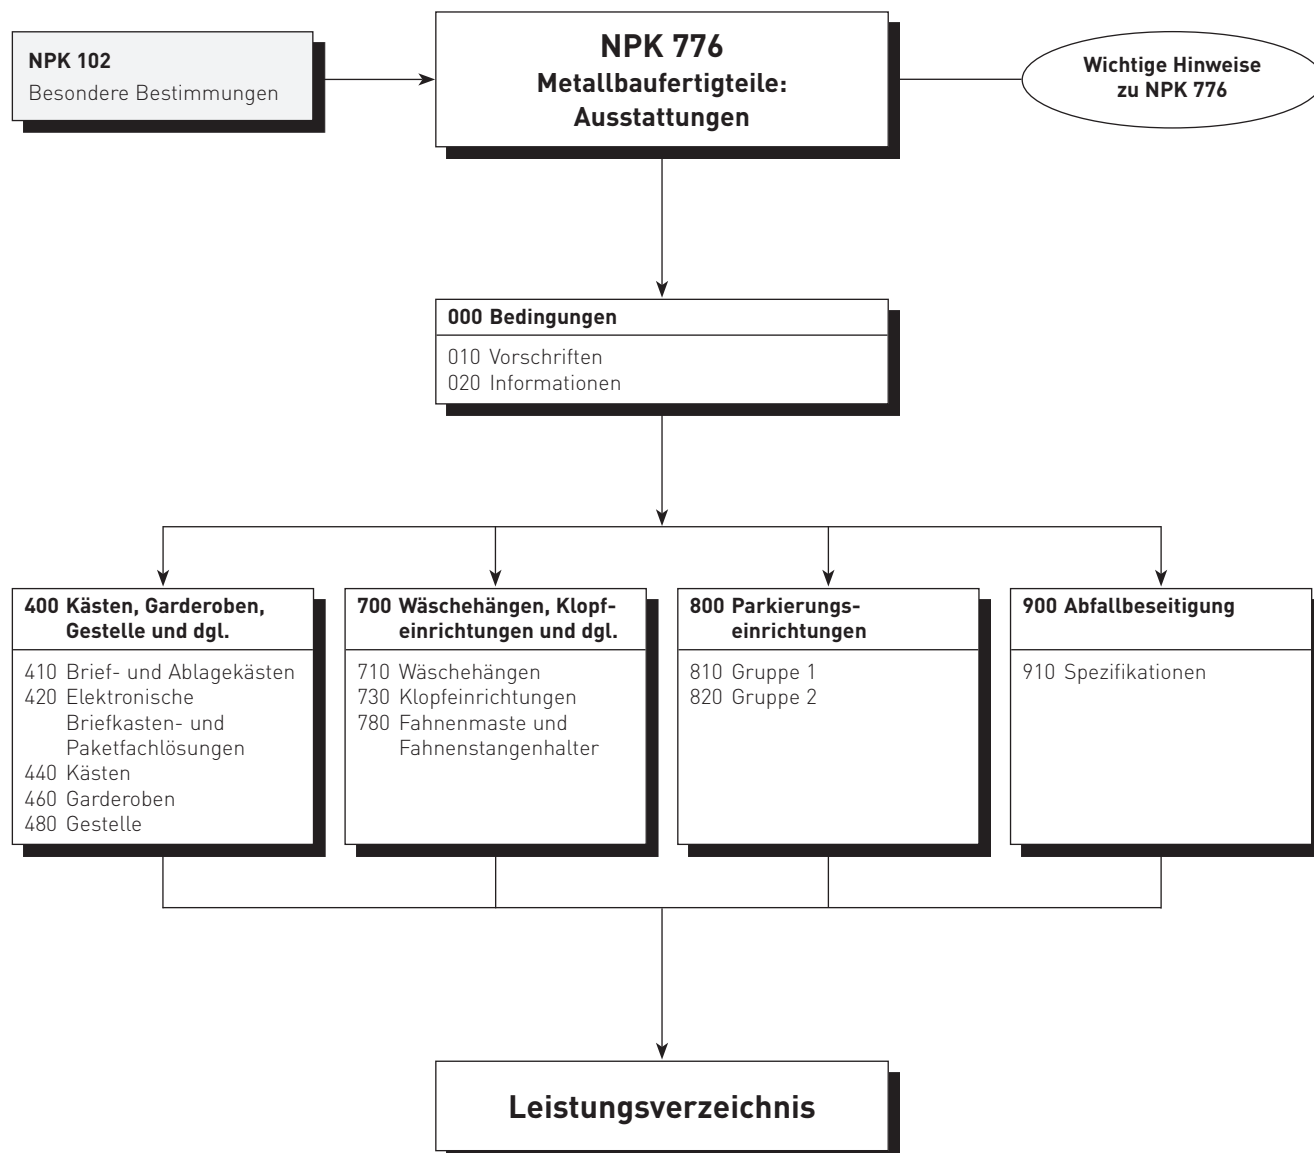 NPK 102
Besondere Bestimmungen
NPK 776
Metallbaufertigteile:
Ausstattungen
Wichtige Hinweise
zu NPK 776
000 Bedingungen
010 Vorschriften
020 Informationen
400 Kästen, Garderoben,
Gestelle und dgl.
410 Brief- und Ablagekästen
420 Elektronische
Briefkasten- und
Paketfachlösungen
440 Kästen
460 Garderoben
480 Gestelle
700 Wäschehängen, Klopf-
einrichtungen und dgl.
710 Wäschehängen
730 Klopfeinrichtungen
780 Fahnenmaste und
Fahnenstangenhalter
800 Parkierungs-
einrichtungen
810 Gruppe 1
820 Gruppe 2
900 Abfallbeseitigung
910 Spezifikationen
Leistungsverzeichnis